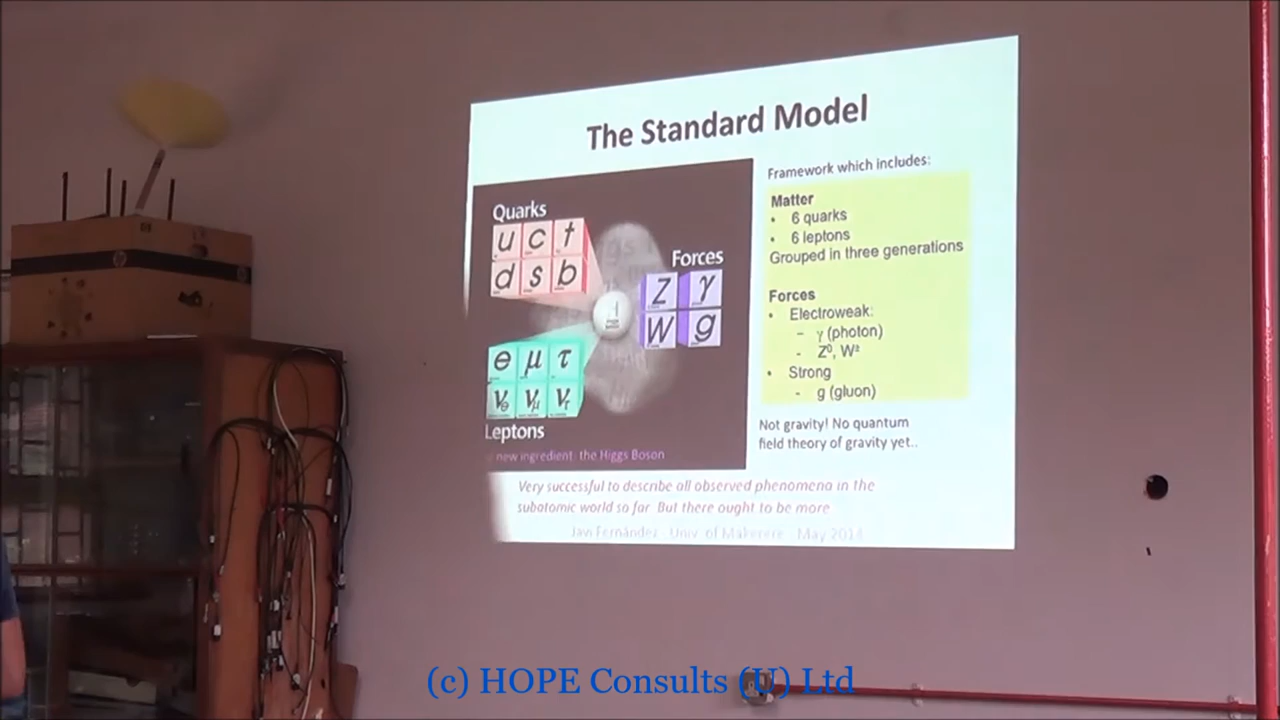 The Standard Model
Quarks
u c t
d s b
Forces
Z γ
W g
e μ τ
νe νμ ντ
Leptons
new ingredient: the Higgs Boson
Framework which includes:
Matter
• 6 quarks
• 6 leptons
Grouped in three generations
Forces
• Electroweak:
- γ (photon)
- Z⁰, W±
• Strong
- g (gluon)
Not gravity! No quantum
field theory of gravity yet..
Very successful to describe all observed phenomena in the
subatomic world so far. But there ought to be more
Javi Fernández - Univ. of Makerere - May 2014
(c) HOPE Consults (U) Ltd